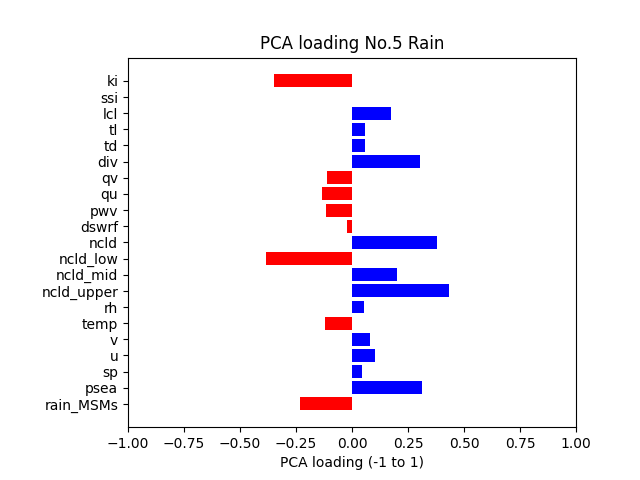 PCA loading No.5 Rain
ki
ssi
lcl
tl
td
div
qv
qu
pwv
dswrf
ncld
ncld_low
ncld_mid
ncld_upper
rh
temp
v
u
sp
psea
rain_MSMs
−1.00 −0.75 −0.50 −0.25 0.00 0.25 0.50 0.75 1.00
PCA loading (-1 to 1)